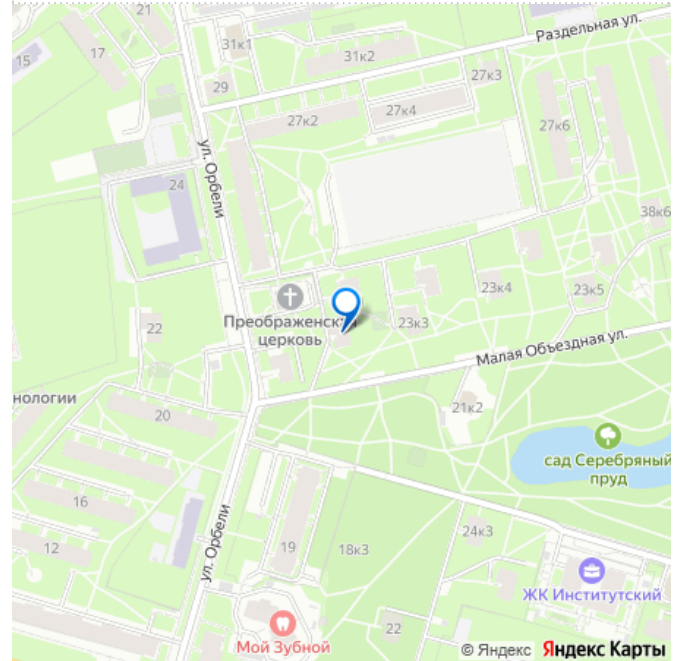 21
17
15
31к1
31к2
Раздельная ул.
29
27к3
27к2
27к4
27к6
ул. Орбели
24
38к6
23к4
23к5
Преображенская
церковь
23к3
22
Малая Объездная ул.
нологии
20
21к2
сад Серебряный
пруд
16
ул. Орбели
24к3
12
19
18к3
ЖК Институтский
22
Мой Зубной
© Яндекс Яндекс Карты